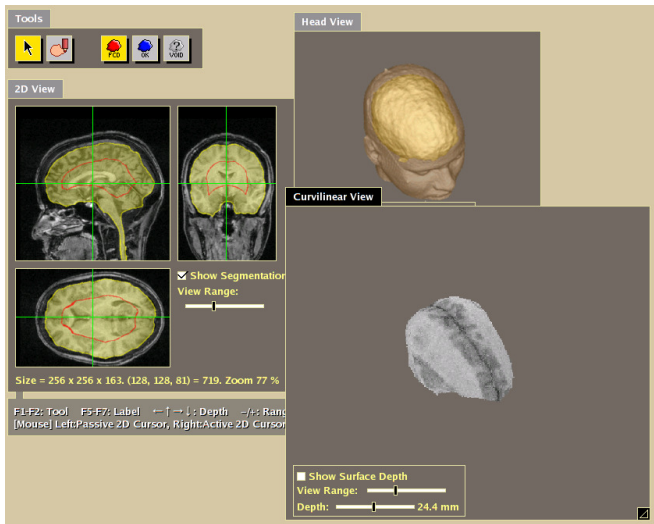 Tools
FCD
OK
VOID
2D View
Show Segmentation
View Range:
Size = 256 x 256 x 163. (128, 128, 81) = 719. Zoom 77 %
F1-F2: Tool F5-F7: Label ←↑→↓: Depth -/+: Rang
[Mouse] Left:Passive 2D Cursor, Right:Active 2D Cursor
Head View
Curvilinear View
Show Surface Depth
View Range:
Depth: 24.4 mm